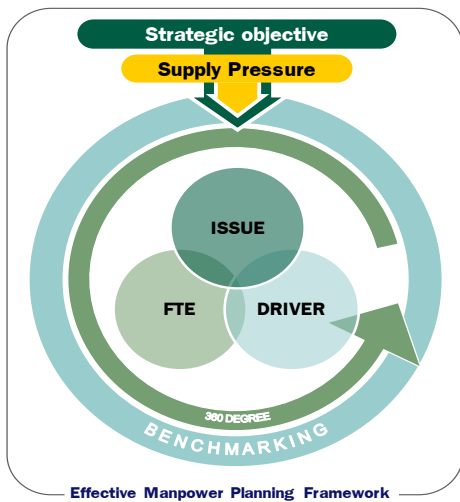 Strategic objective
Supply Pressure
ISSUE
FTE
DRIVER
360 DEGREE
BENCHMARKING
Effective Manpower Planning Framework